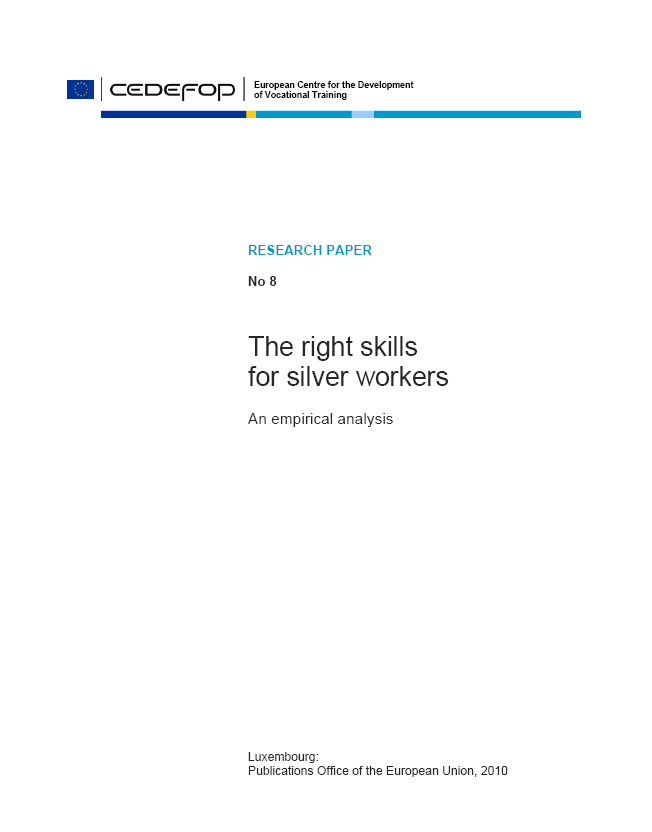 CEDEFOP
European Centre for the Development
of Vocational Training
RESEARCH PAPER
No 8
The right skills
for silver workers
An empirical analysis
Luxembourg:
Publications Office of the European Union, 2010